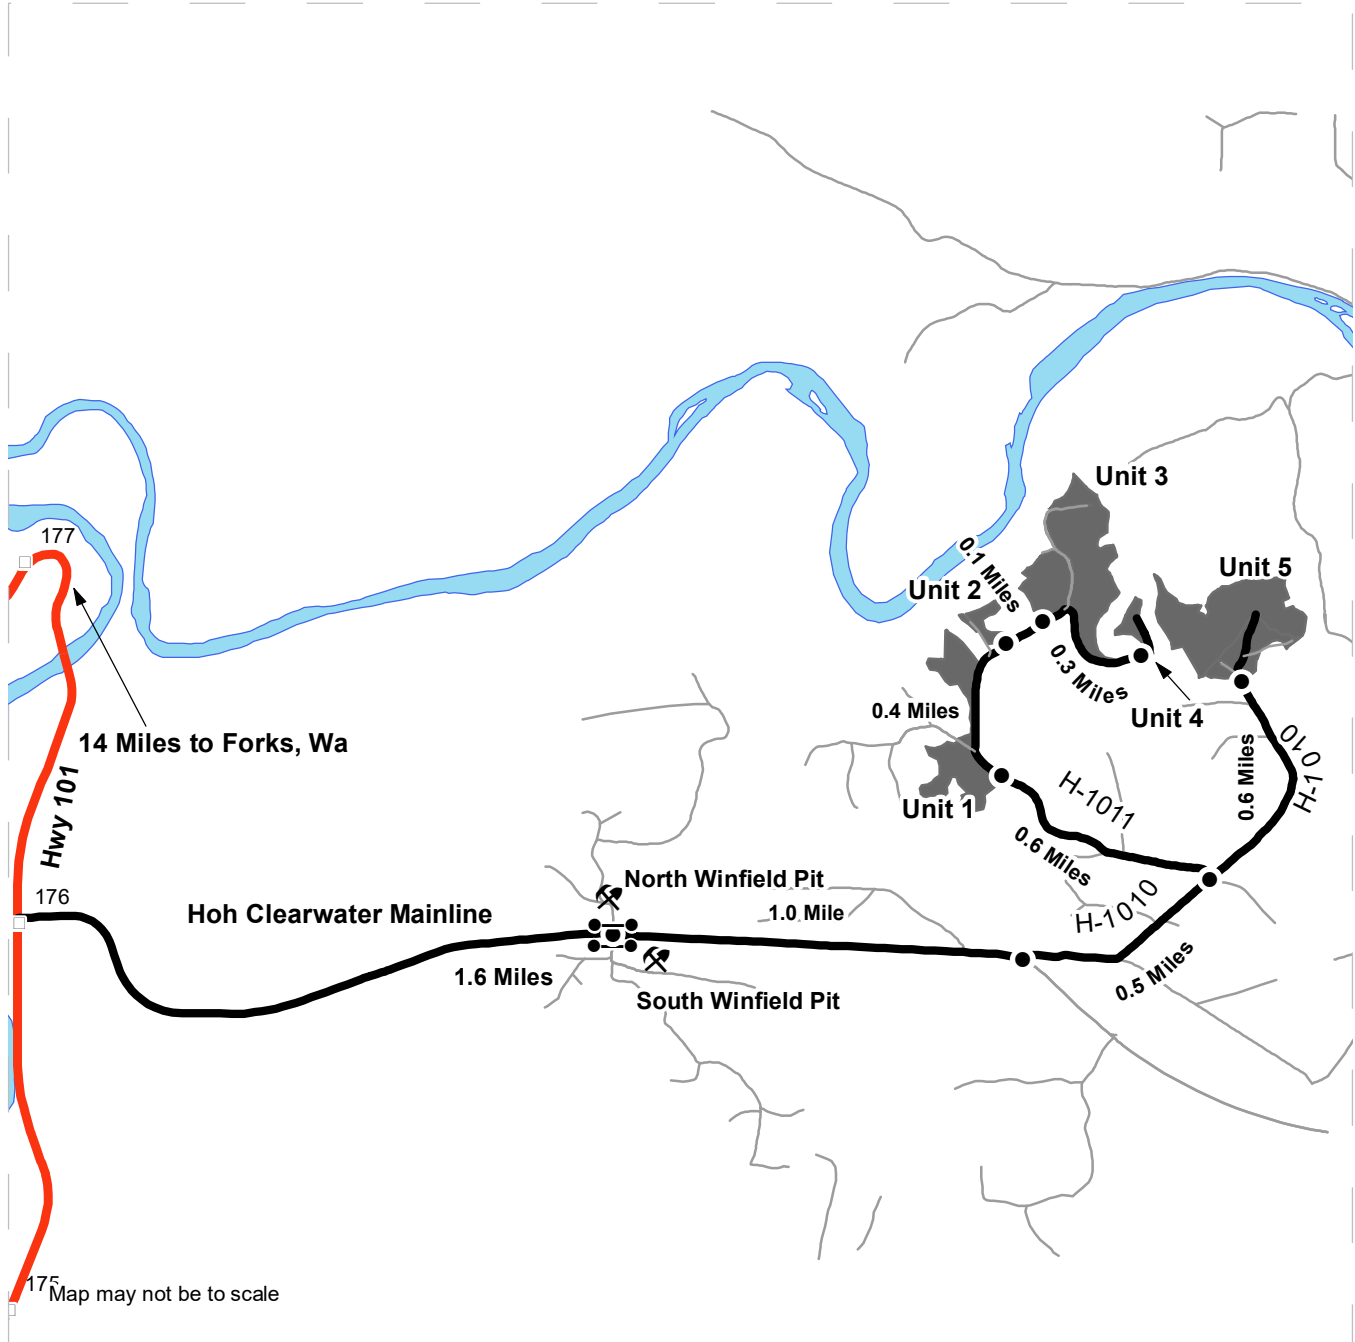 Unit 3
177
0.1 Miles
Unit 5
Unit 2
0.3 Miles
0.4 Miles
Unit 4
14 Miles to Forks, Wa
H-1010
0.6 Miles
Hwy 101
H-1011
Unit 1
0.6 Miles
North Winfield Pit
176
Hoh Clearwater Mainline
1.0 Mile
H-1010
1.6 Miles
0.5 Miles
South Winfield Pit
175
Map may not be to scale